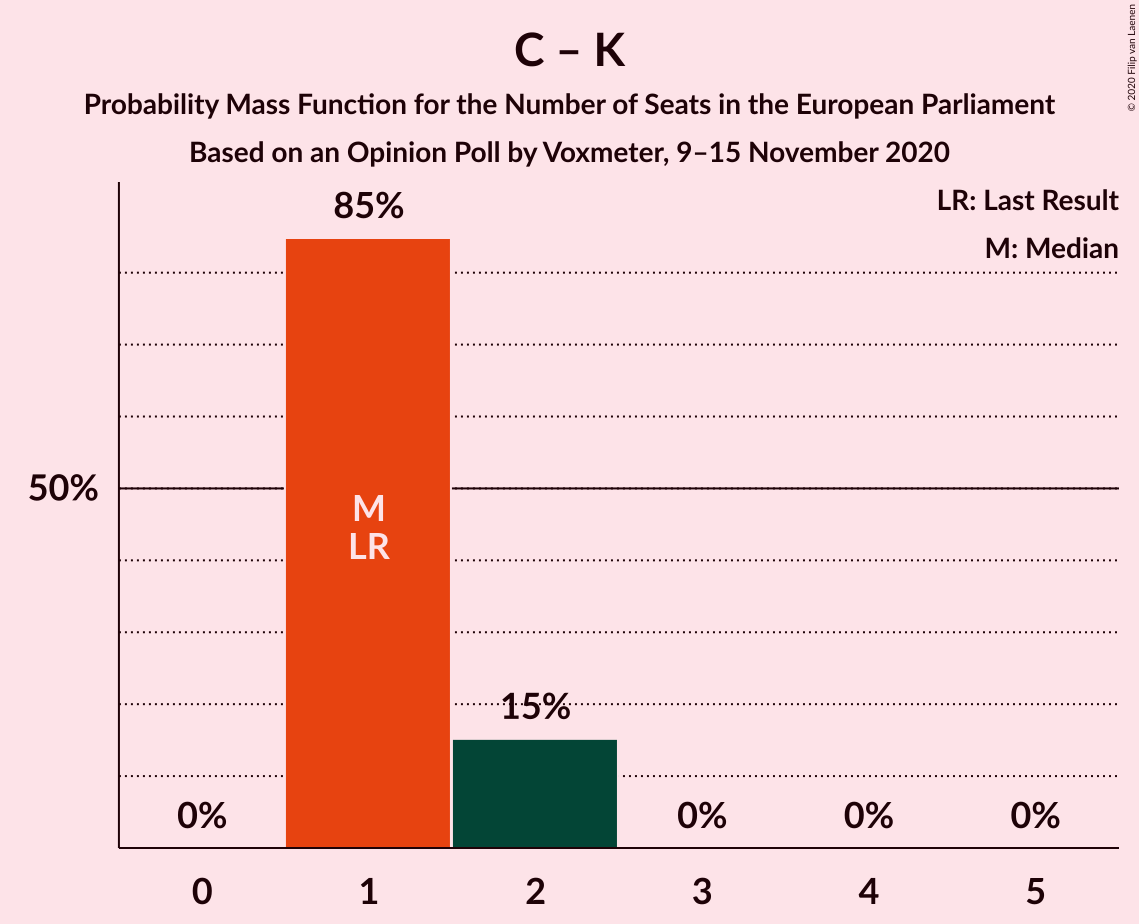 C – K
Probability Mass Function for the Number of Seats in the European Parliament
Based on an Opinion Poll by Voxmeter, 9–15 November 2020
© 2020 Filip van Laenen
LR: Last Result
M: Median
85%
50%
M
LR
15%
0%
0%
0%
0%
0
1
2
3
4
5